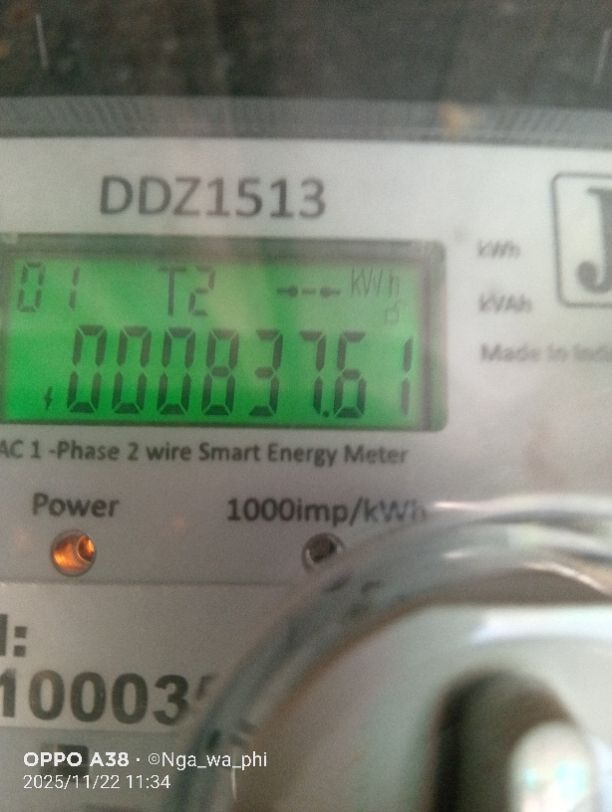 DDZ1513
kWh
kVAh
Made in
01 T2 kWh
000837.61
AC 1 -Phase 2 wire Smart Energy Meter
Power 1000imp/kWh
10003
OPPO A38 · ©Nga_wa_phi
2025/11/22 11:34